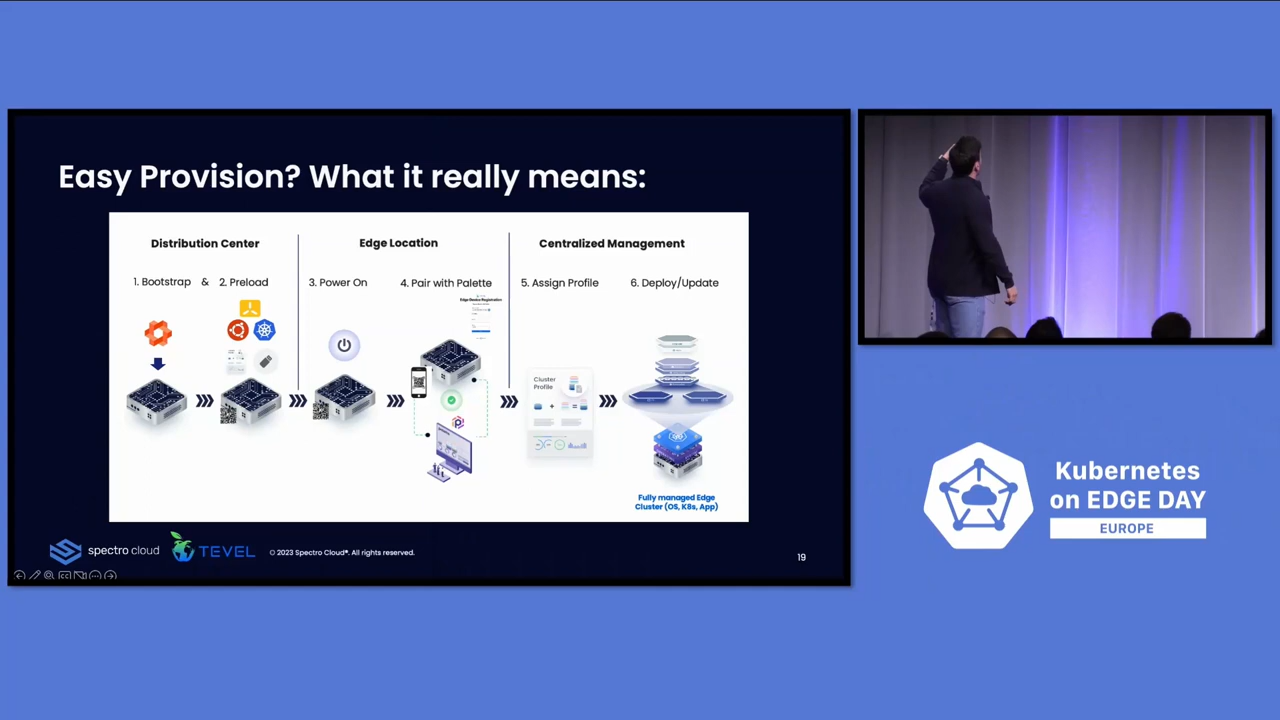 Easy Provision? What it really means:
Distribution Center
Edge Location
Centralized Management
1. Bootstrap & 2. Preload
3. Power On
4. Pair with Palette
5. Assign Profile
6. Deploy/Update
Edge Device Registration
Cluster
Profile
Fully managed Edge
Cluster (OS, K8s, App)
spectro cloud
TEVEL
© 2023 Spectro Cloud®. All rights reserved.
19
Kubernetes
on EDGE DAY
EUROPE